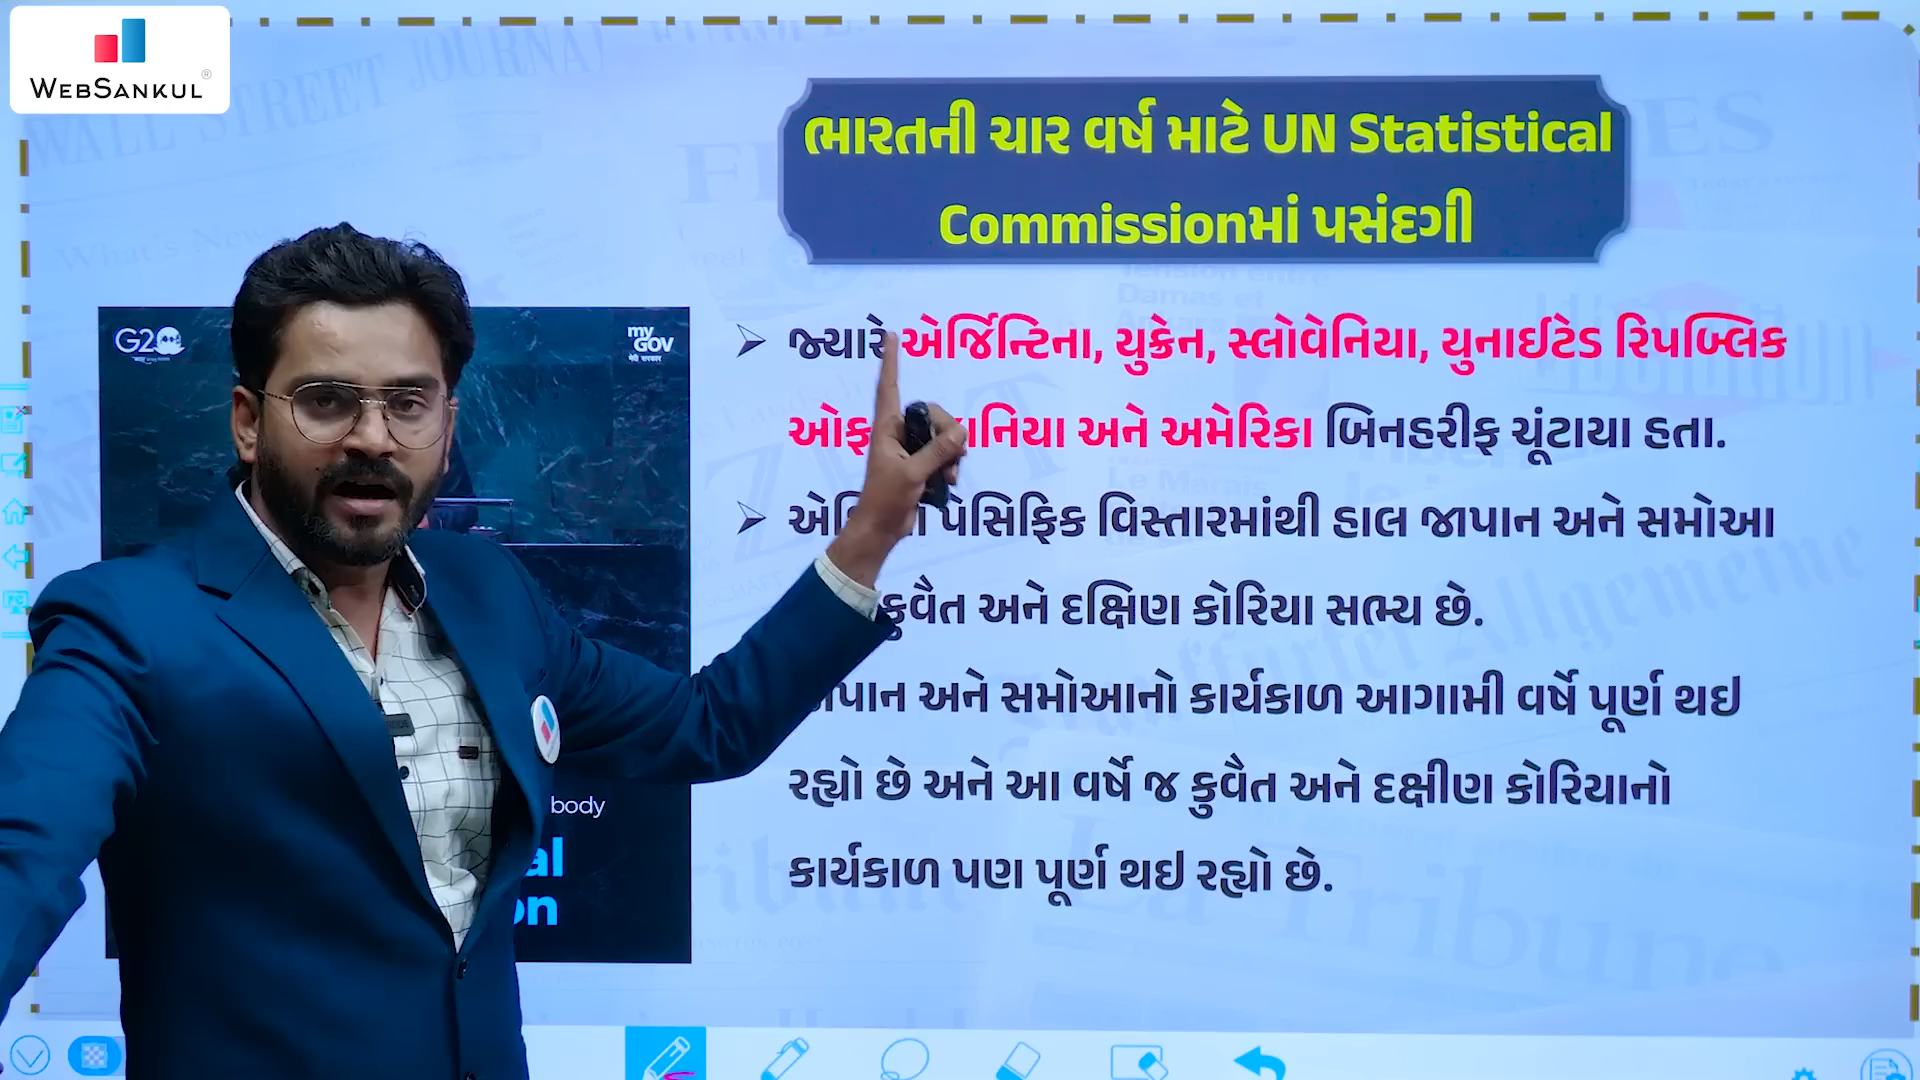 WEBSANKUL
ભારતની ચાર વર્ષ માટે UN Statistical
Commissionમાં પસંદગી
G20
my
GOV
मेरी सरकार
body
➢ જ્યારે એર્જિન્ટિના, યુક્રેન, સ્લોવેનિયા, યુનાઈટેડ રિપબ્લિક
ઓફ અને અમેરિકા બિનહરીફ ચૂંટાયા હતા.
➢ પેસિફિક વિસ્તારમાંથી હાલ જાપાન અને સમોઆ
કુવૈત અને દક્ષિણ કોરિયા સભ્ય છે.
અને સમોઆનો કાર્યકાળ આગામી વર્ષે પૂર્ણ થઇ
રહ્યો છે અને આ વર્ષે જ કુવૈત અને દક્ષીણ કોરિયાનો
કાર્યકાળ પણ પૂર્ણ થઇ રહ્યો છે.